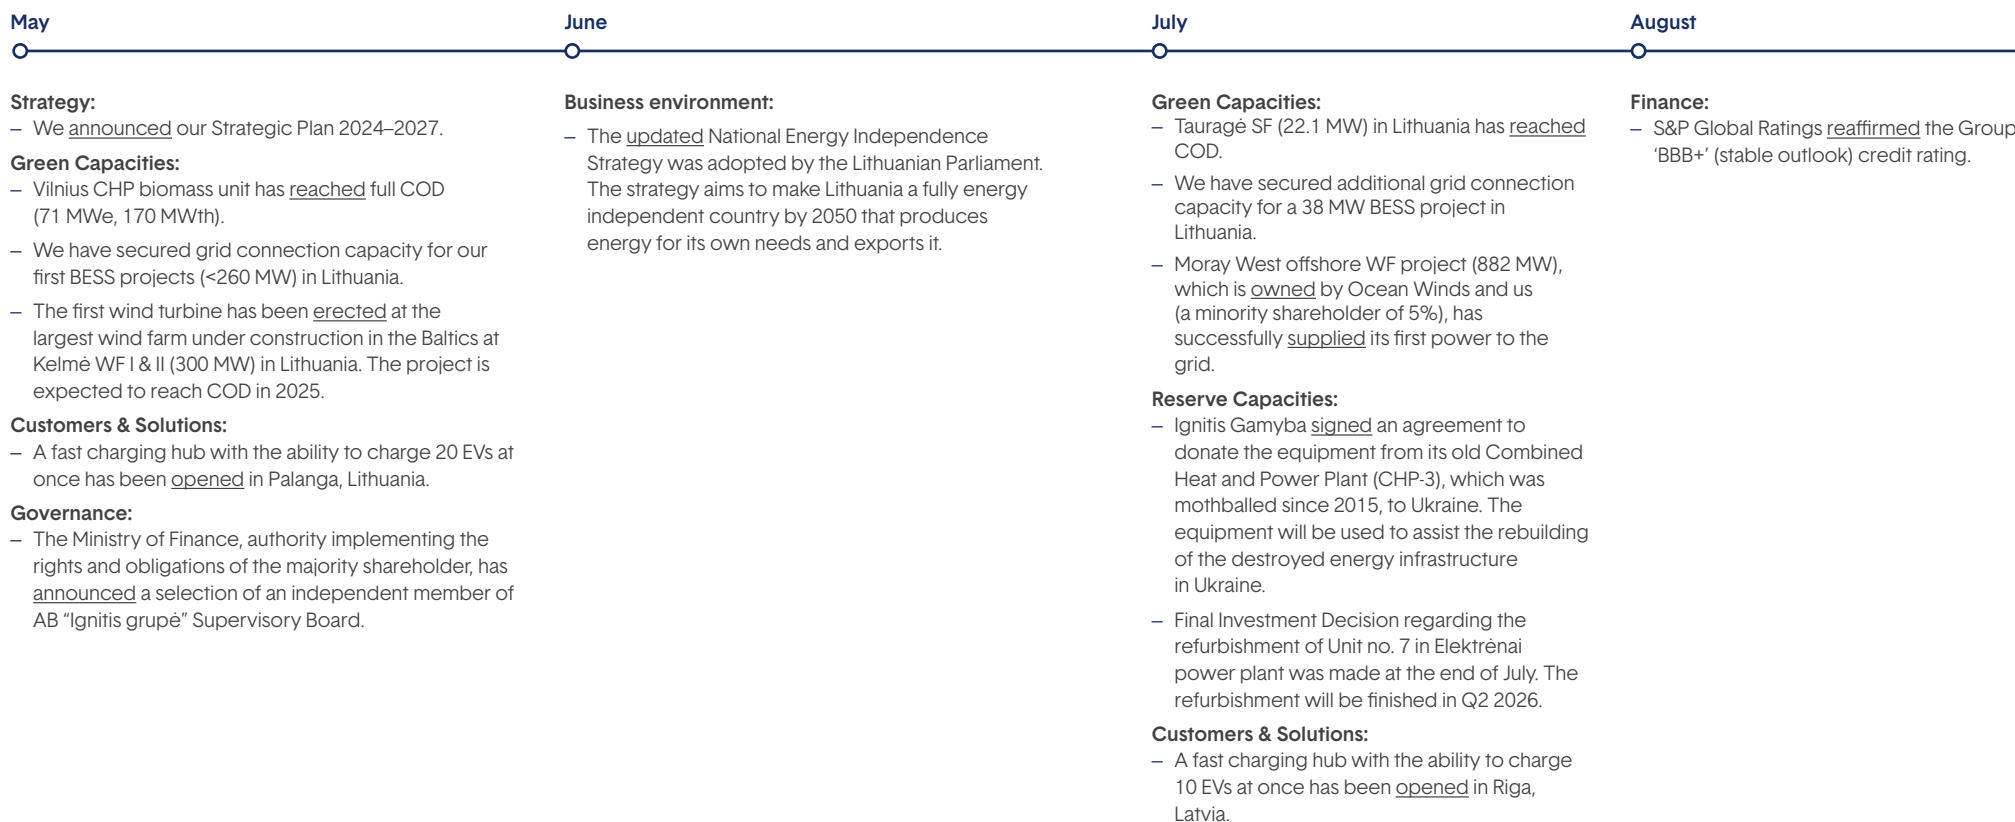 May
Strategy:
– We announced our Strategic Plan 2024–2027.
Green Capacities:
– Vilnius CHP biomass unit has reached full COD
(71 MWe, 170 MWth).
– We have secured grid connection capacity for our
first BESS projects (<260 MW) in Lithuania.
– The first wind turbine has been erected at the
largest wind farm under construction in the Baltics at
Kelmė WF I & II (300 MW) in Lithuania. The project is
expected to reach COD in 2025.
Customers & Solutions:
– A fast charging hub with the ability to charge 20 EVs at
once has been opened in Palanga, Lithuania.
Governance:
– The Ministry of Finance, authority implementing the
rights and obligations of the majority shareholder, has
announced a selection of an independent member of
AB “Ignitis grupė” Supervisory Board.
June
Business environment:
– The updated National Energy Independence
Strategy was adopted by the Lithuanian Parliament.
The strategy aims to make Lithuania a fully energy
independent country by 2050 that produces
energy for its own needs and exports it.
July
Green Capacities:
– Tauragė SF (22.1 MW) in Lithuania has reached
COD.
– We have secured additional grid connection
capacity for a 38 MW BESS project in
Lithuania.
– Moray West offshore WF project (882 MW),
which is owned by Ocean Winds and us
(a minority shareholder of 5%), has
successfully supplied its first power to the
grid.
Reserve Capacities:
– Ignitis Gamyba signed an agreement to
donate the equipment from its old Combined
Heat and Power Plant (CHP-3), which was
mothballed since 2015, to Ukraine. The
equipment will be used to assist the rebuilding
of the destroyed energy infrastructure
in Ukraine.
– Final Investment Decision regarding the
refurbishment of Unit no. 7 in Elektrėnai
power plant was made at the end of July. The
refurbishment will be finished in Q2 2026.
Customers & Solutions:
– A fast charging hub with the ability to charge
10 EVs at once has been opened in Riga,
Latvia.
August
Finance:
– S&P Global Ratings reaffirmed the Group
‘BBB+’ (stable outlook) credit rating.